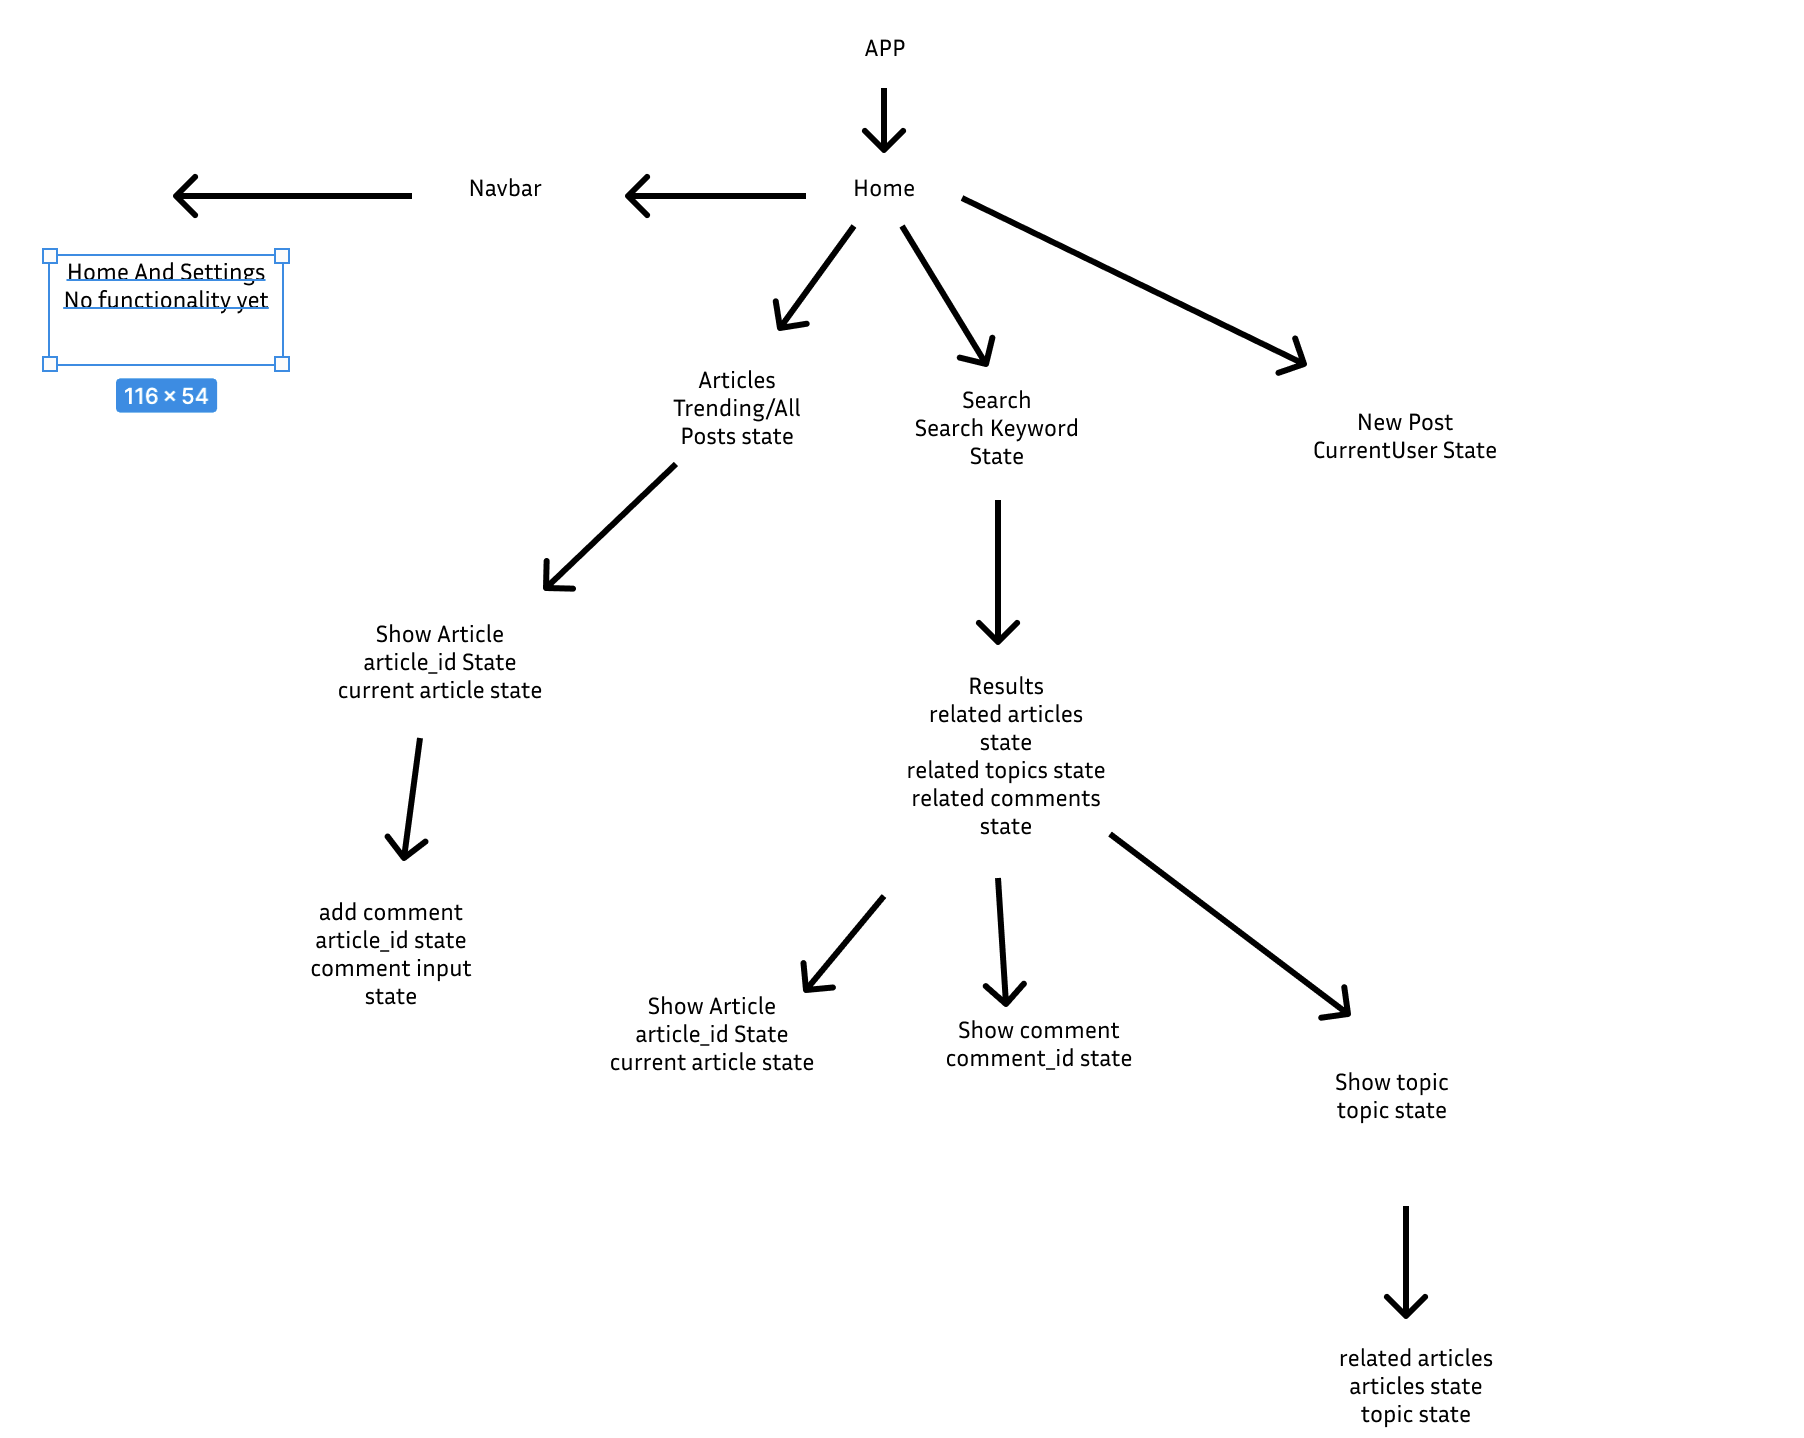 APP
Navbar
Home
Home And Settings
No functionality yet
116 × 54
Articles
Trending/All
Posts state
Search
Search Keyword
State
New Post
CurrentUser State
Show Article
article_id State
current article state
Results
related articles
state
related topics state
related comments
state
add comment
article_id state
comment input
state
Show Article
article_id State
current article state
Show comment
comment_id state
Show topic
topic state
related articles
articles state
topic state